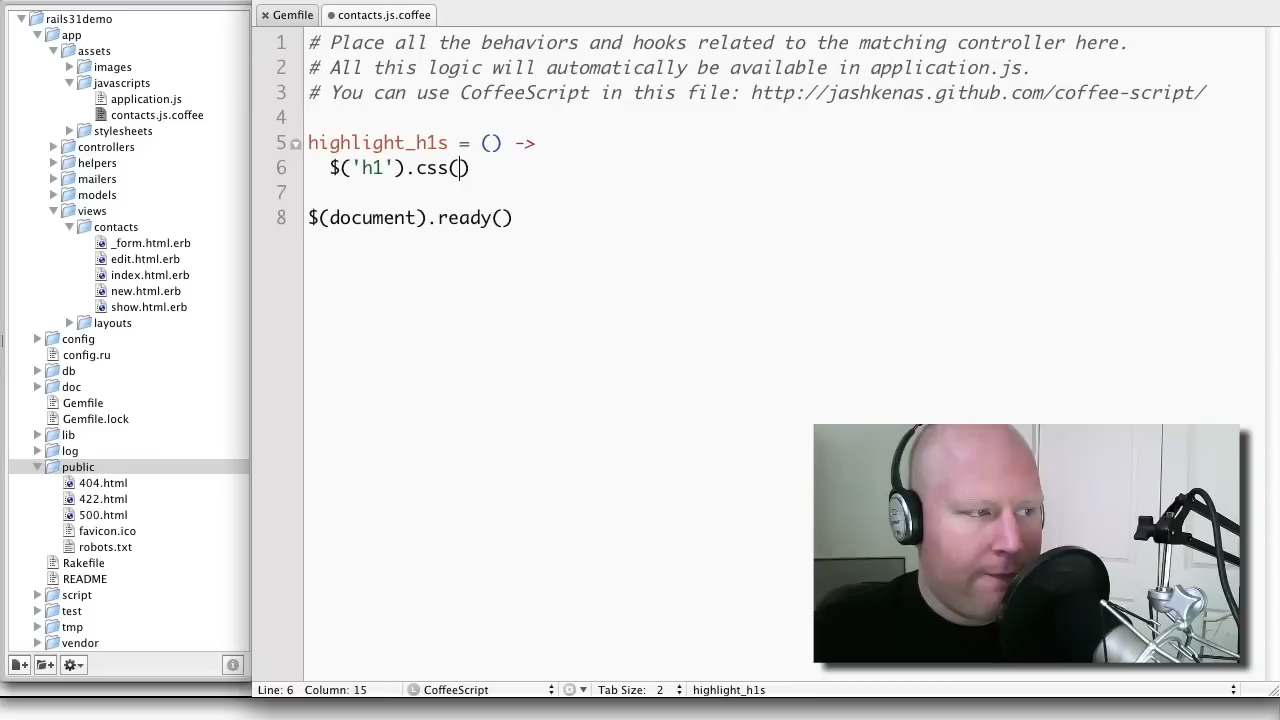 rails31demo
app
assets
images
javascripts
application.js
contacts.js.coffee
stylesheets
controllers
helpers
mailers
models
views
contacts
_form.html.erb
edit.html.erb
index.html.erb
new.html.erb
show.html.erb
layouts
config
config.ru
db
doc
Gemfile
Gemfile.lock
lib
log
public
404.html
422.html
500.html
favicon.ico
robots.txt
Rakefile
README
script
test
tmp
vendor
Gemfile contacts.js.coffee
1 # Place all the behaviors and hooks related to the matching controller here.
2 # All this logic will automatically be available in application.js.
3 # You can use CoffeeScript in this file: http://jashkenas.github.com/coffee-script/
4
5 highlight_h1s = () ->
6 $('h1').css()
7
8 $(document).ready()
Line: 6 Column: 15 L CoffeeScript Tab Size: 2 highlight_h1s